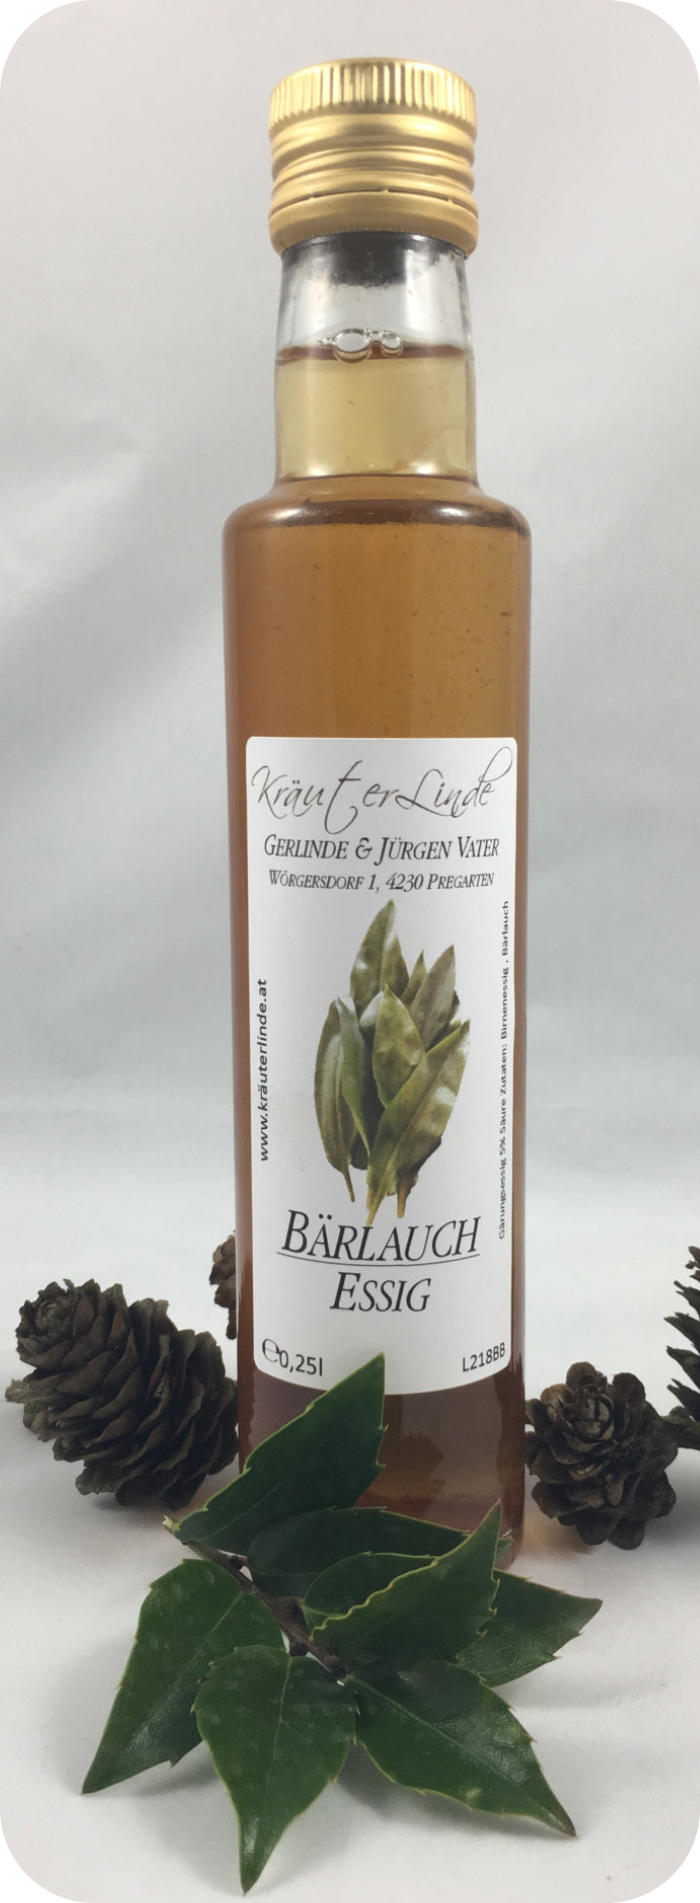 KräuterLinde
GERLINDE & JÜRGEN VATER
WÖRGERSDORF 1, 4230 PREGARTEN
www.kräuterlinde.at
Gärungsessig 5% Säure Zutaten: Birnenessig , Bärlauch
BÄRLAUCH
ESSIG
℮0,25l
L218BB